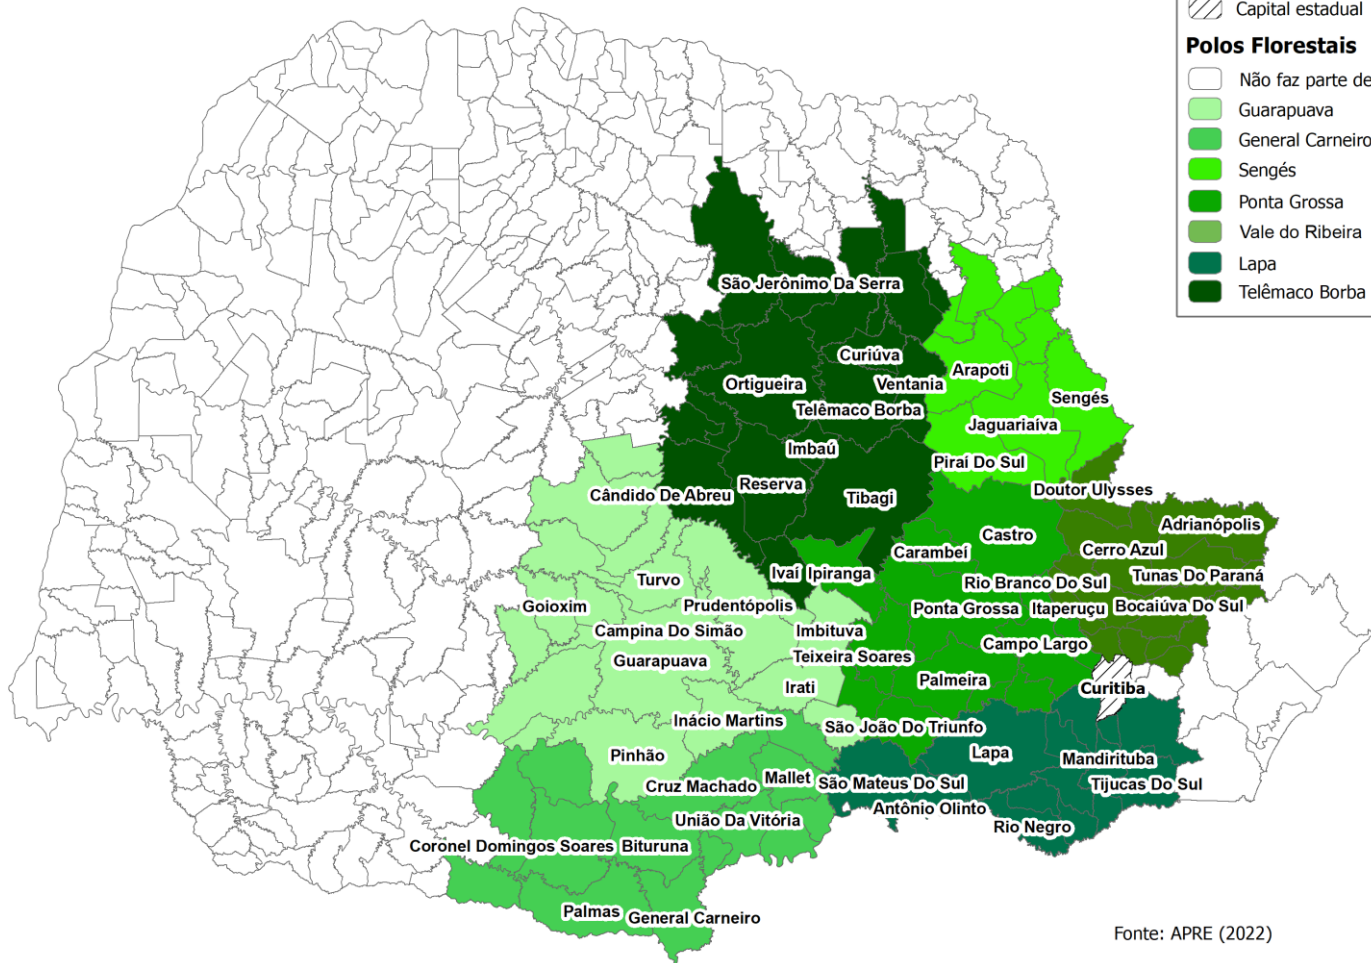 Capital estadual
Polos Florestais
Não faz parte de
Guarapuava
General Carneiro
Sengés
Ponta Grossa
Vale do Ribeira
Lapa
Telêmaco Borba
São Jerônimo Da Serra
Curiúva
Arapoti
Ortigueira
Ventania
Sengés
Telêmaco Borba
Jaguariaíva
Imbaú
Piraí Do Sul
Reserva
Cândido De Abreu
Tibagi
Doutor Ulysses
Adrianópolis
Castro
Carambeí
Cerro Azul
Ivaí
Ipiranga
Turvo
Rio Branco Do Sul
Tunas Do Paraná
Goioxim
Prudentópolis
Ponta Grossa
Itaperuçu
Bocaiúva Do Sul
Campina Do Simão
Imbituva
Campo Largo
Guarapuava
Teixeira Soares
Irati
Palmeira
Curitiba
Inácio Martins
São João Do Triunfo
Pinhão
Lapa
Mandirituba
Cruz Machado
Mallet
São Mateus Do Sul
Tijucas Do Sul
Antônio Olinto
União Da Vitória
Rio Negro
Coronel Domingos Soares
Bituruna
Palmas
General Carneiro
Fonte: APRE (2022)